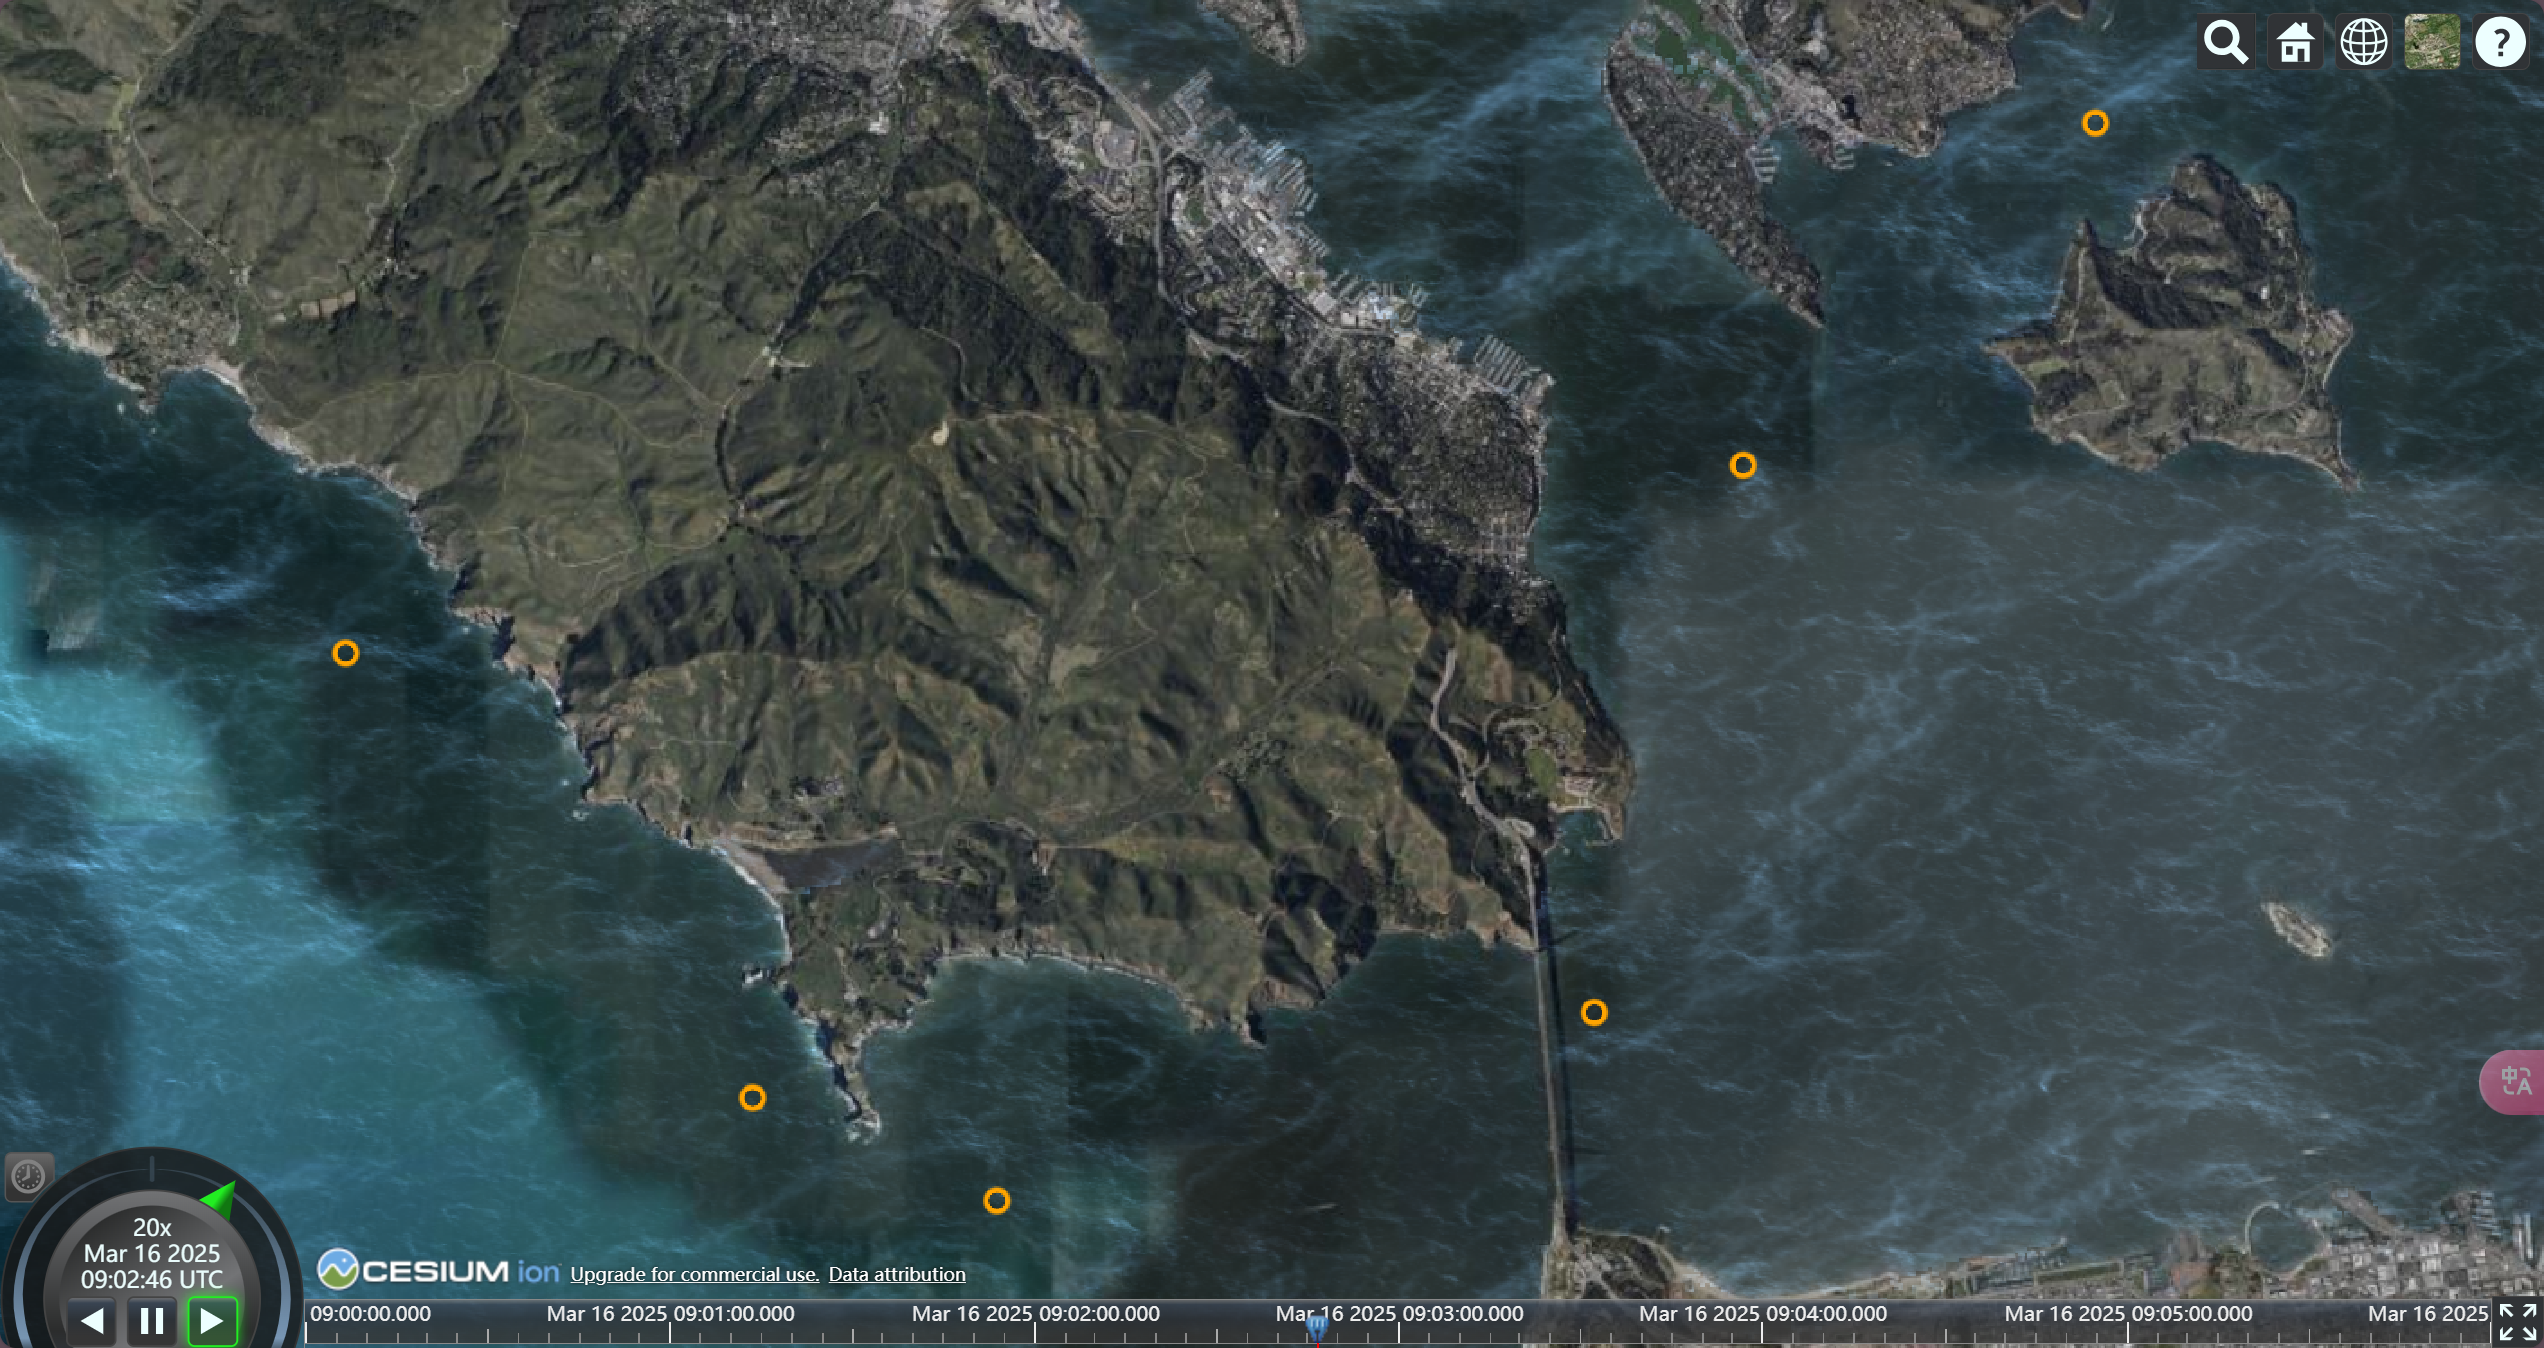 ?
中A
20x
Mar 16 2025
09:02:46 UTC
CESIUM ion Upgrade for commercial use. Data attribution
09:00:00.000 Mar 16 2025 09:01:00.000 Mar 16 2025 09:02:00.000 Mar 16 2025 09:03:00.000 Mar 16 2025 09:04:00.000 Mar 16 2025 09:05:00.000 Mar 16 2025